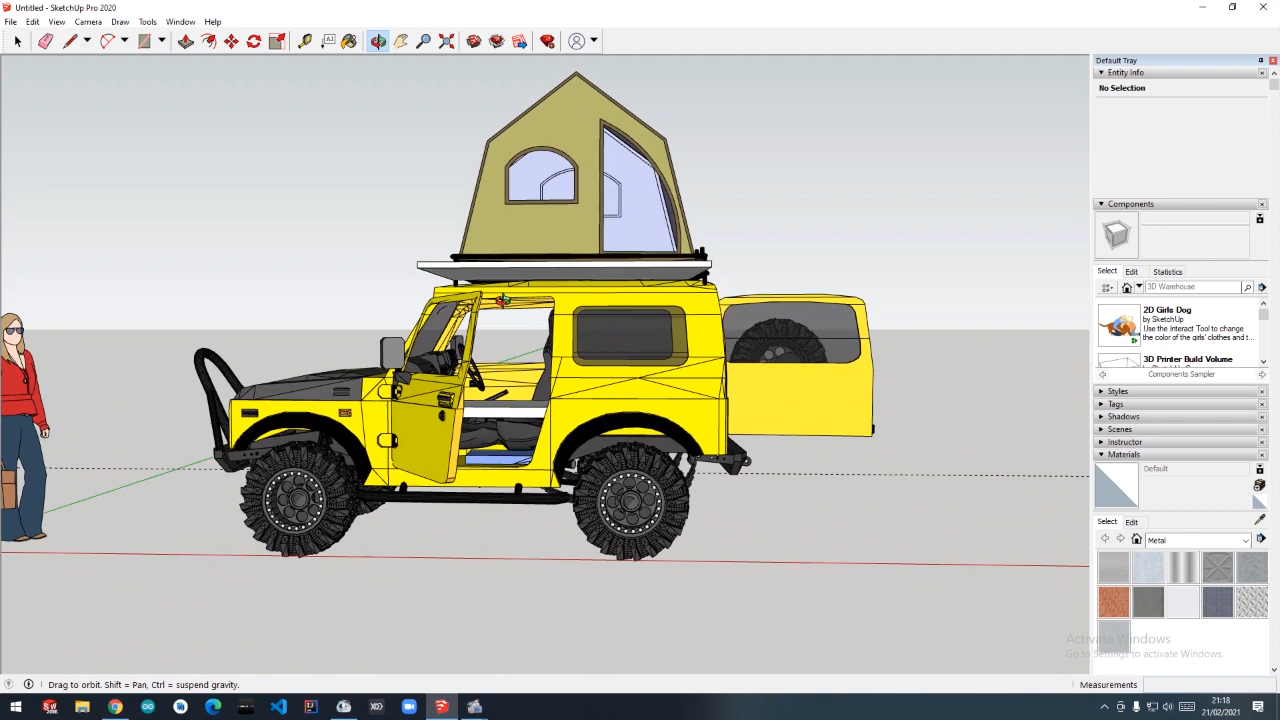 Untitled - SketchUp Pro 2020
File Edit View Camera Draw Tools Window Help
Default Tray
Entity Info
No Selection
Components
Select Edit Statistics
3D Warehouse
2D Girls Dog
by SketchUp
Use the Interact Tool to change
the color of the girls' clothes and t...
3D Printer Build Volume
Components Sampler
Styles
Tags
Shadows
Scenes
Instructor
Materials
Default
Select Edit
Metal
Activate Windows
Go to Settings to activate Windows.
Drag to orbit. Shift = Pan, Ctrl = suspend gravity.
Measurements
21:18
21/02/2021